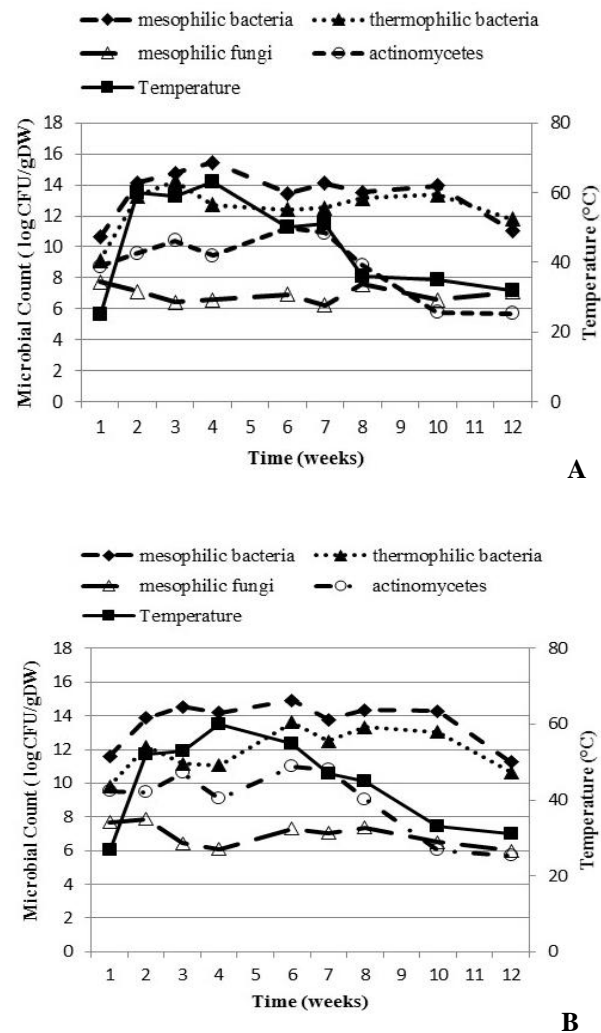 mesophilic bacteria thermophilic bacteria
mesophilic fungi actinomycetes
Temperature
Microbial Count ( logCFU/gDW)
18
16
14
12
10
8
6
4
2
0
80
60
40
20
0
Temperature (°C)
1 2 3 4 5 6 7 8 9 10 11 12
Time (weeks)
A
mesophilic bacteria thermophilic bacteria
mesophilic fungi actinomycetes
Temperature
Microbial Count ( logCFU/gDW)
18
16
14
12
10
8
6
4
2
0
80
60
40
20
0
Temperature (°C)
1 2 3 4 5 6 7 8 9 10 11 12
Time (weeks)
B